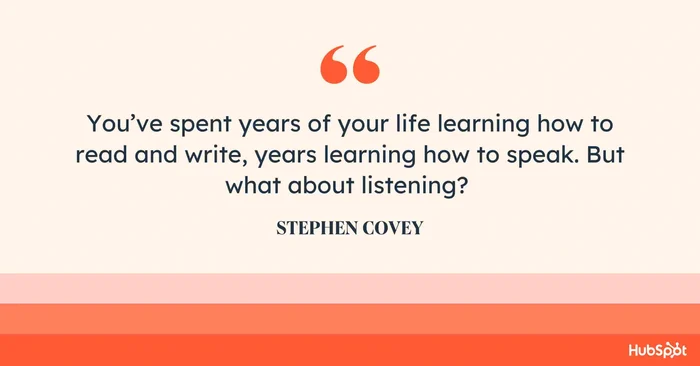 “
You’ve spent years of your life learning how to
read and write, years learning how to speak. But
what about listening?
STEPHEN COVEY
HubSpot